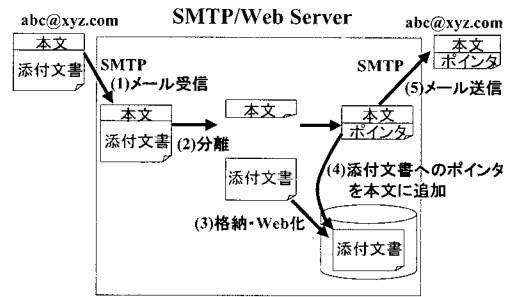 SMTP/Web Server
abc@xyz.com
本文
添付文書
SMTP
(1)メール受信
本文
添付文書
(2)分離
本文
添付文書
(3)格納・Web化
本文
ポインタ
(4)添付文書へのポインタ
を本文に追加
添付文書
SMTP
(5)メール送信
abc@xyz.com
本文
ポインタ